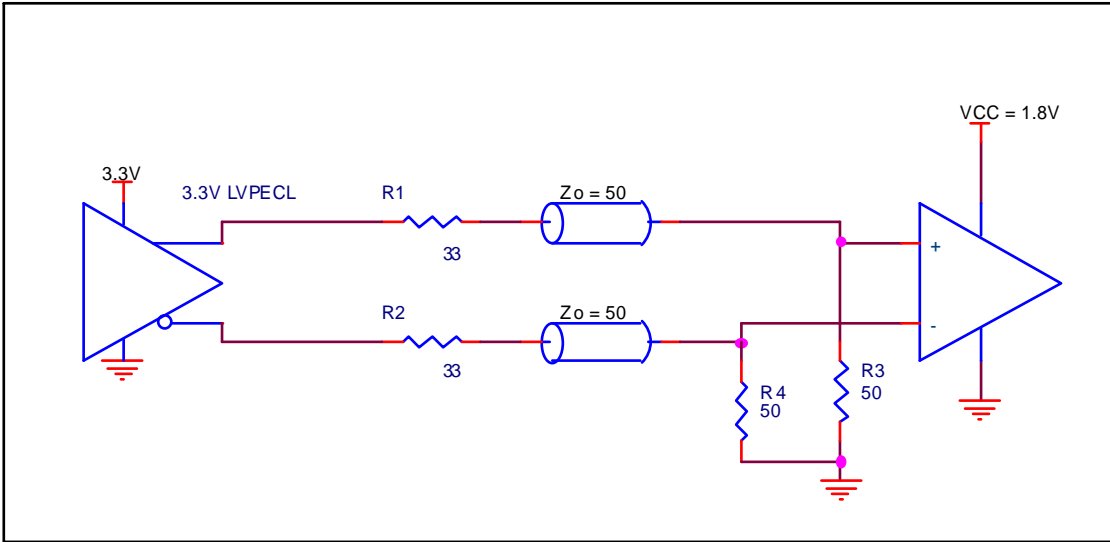 VCC = 1.8V
3.3V
3.3V LVPECL
R1
Zo = 50
33
+
R2
Zo = 50
-
33
R3
50
R4
50